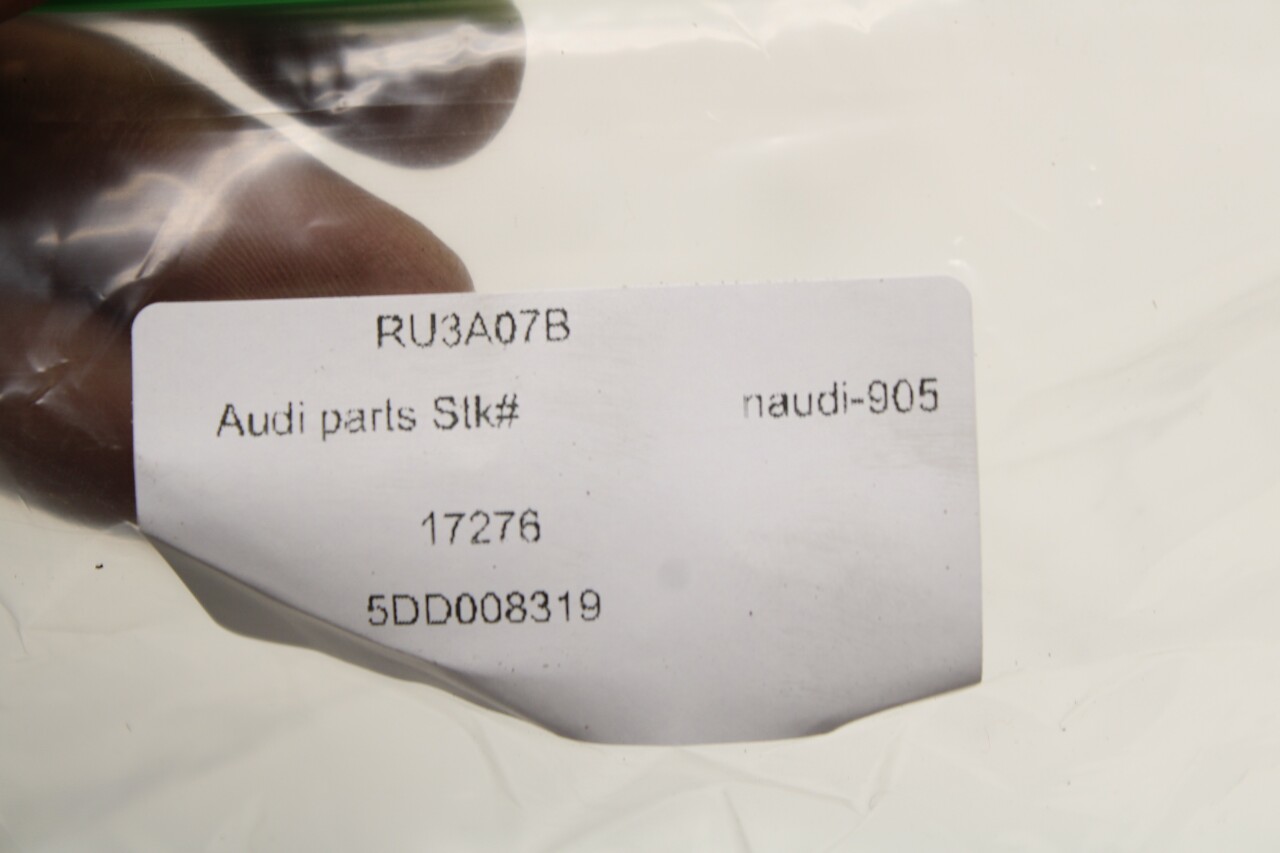 RU3A07B
Audi parts Stk# naudi-905
17276
5DD008319